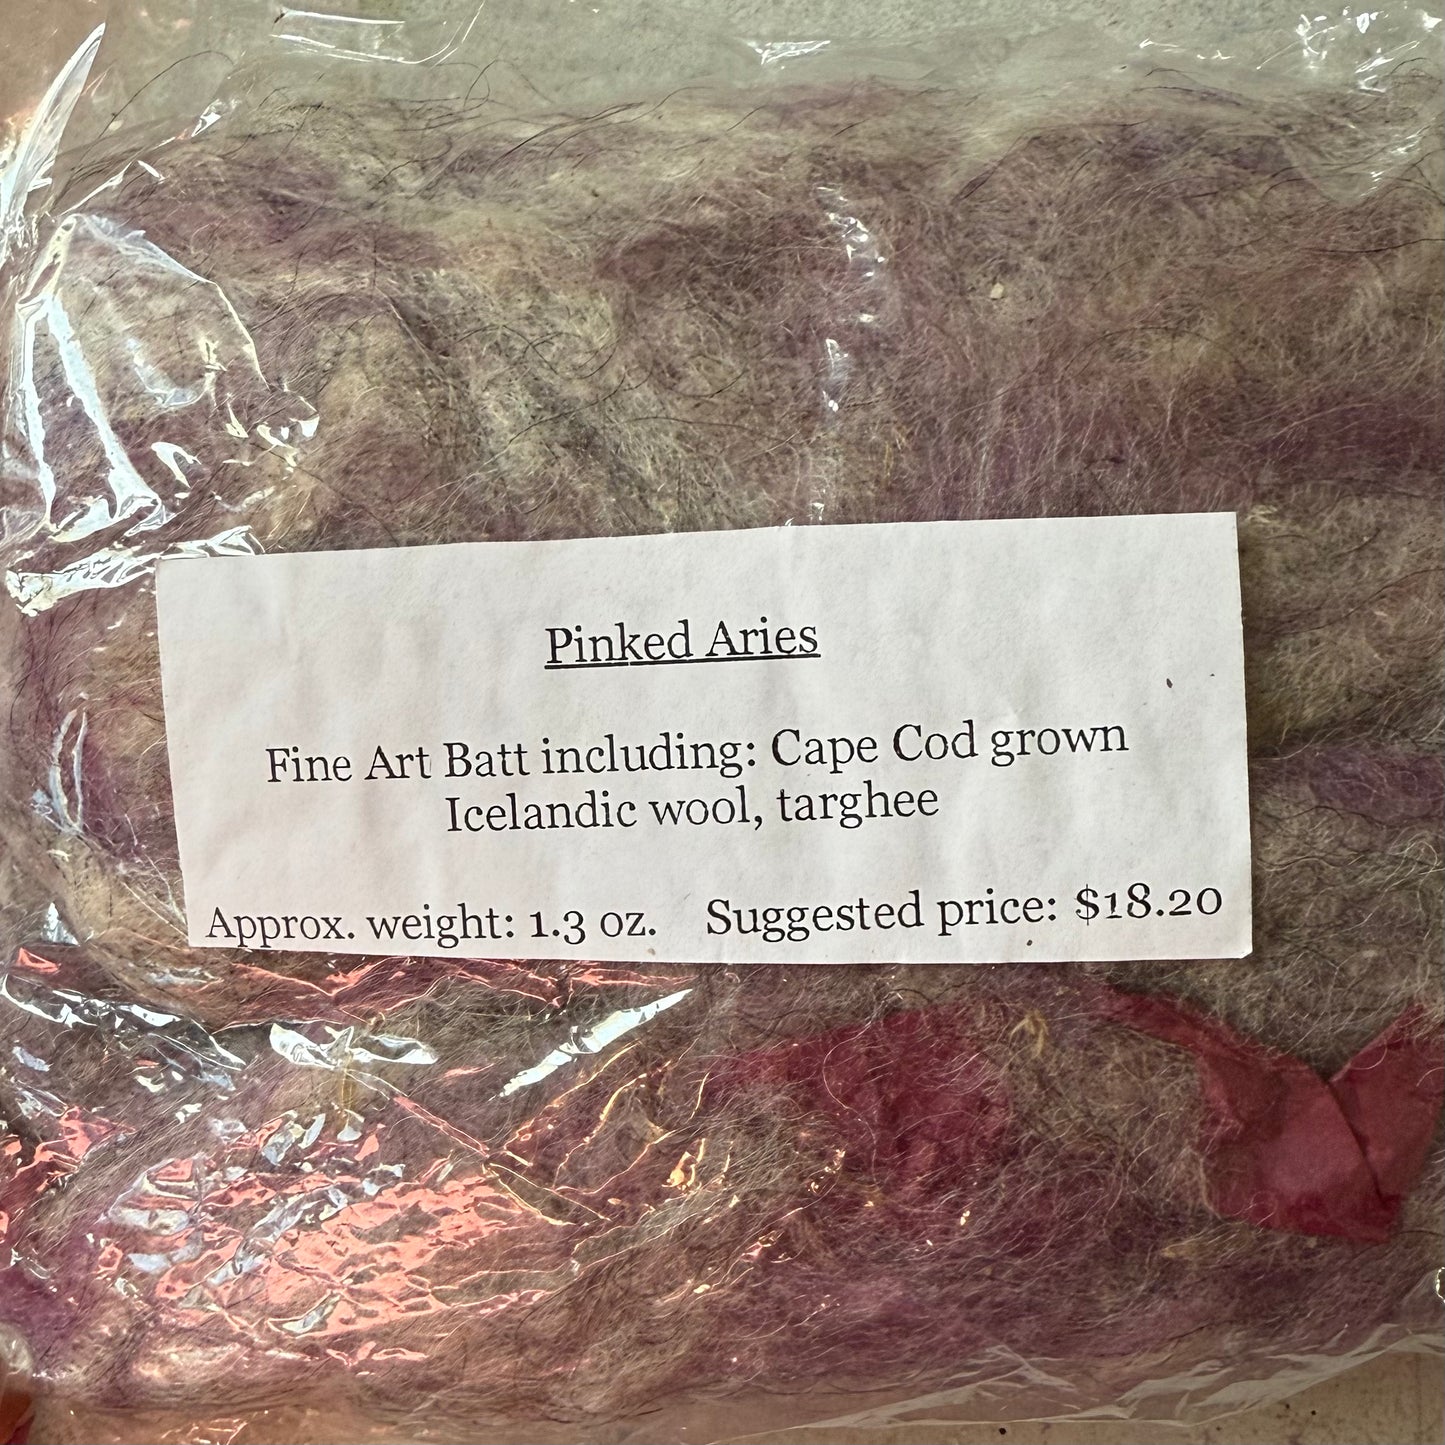 Pinked Aries
Fine Art Batt including: Cape Cod grown
Icelandic wool, targhee
Approx. weight: 1.3 oz. Suggested price: $18.20